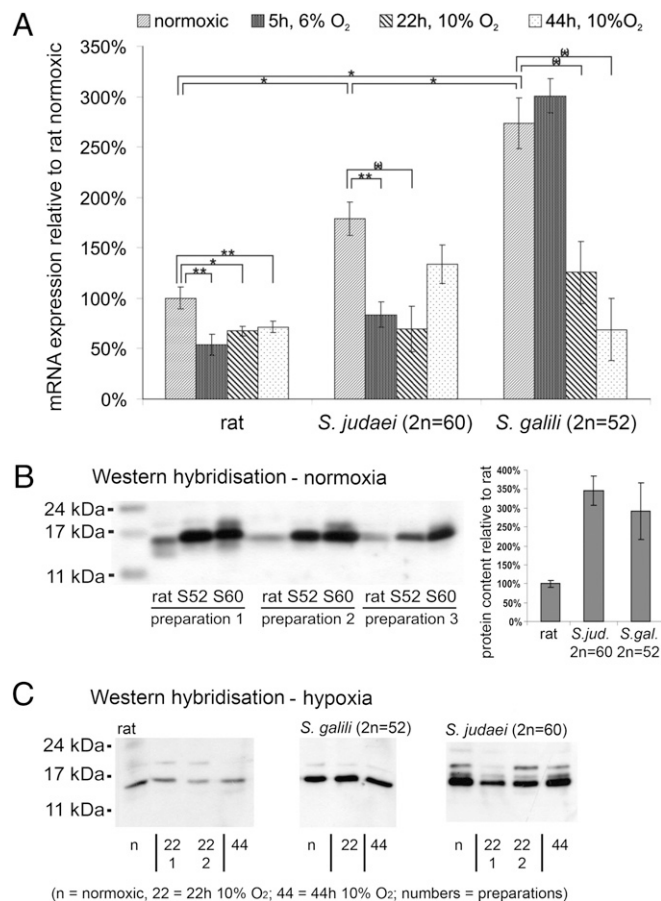 A
normoxic 5h, 6% O₂ 22h, 10% O₂ 44h, 10%O₂
mRNA expression relative to rat normoxic
350%
300%
250%
200%
150%
100%
50%
0%
* * *
(*) (*)
(*) **
** * **
rat S. judaei (2n=60) S. galili (2n=52)
B Western hybridisation - normoxia
24 kDa
17 kDa
11 kDa
rat S52 S60 rat S52 S60 rat S52 S60
preparation 1 preparation 2 preparation 3
protein content relative to rat
400%
350%
300%
250%
200%
150%
100%
50%
0%
rat S.jud. 2n=60 S.gal. 2n=52
C Western hybridisation - hypoxia
rat S. galili (2n=52) S. judaei (2n=60)
24 kDa
17 kDa
11 kDa
n 22 22 44 n 22 44 n 22 22 44
1 2 1 2
(n = normoxic, 22 = 22h 10% O₂; 44 = 44h 10% O₂; numbers = preparations)